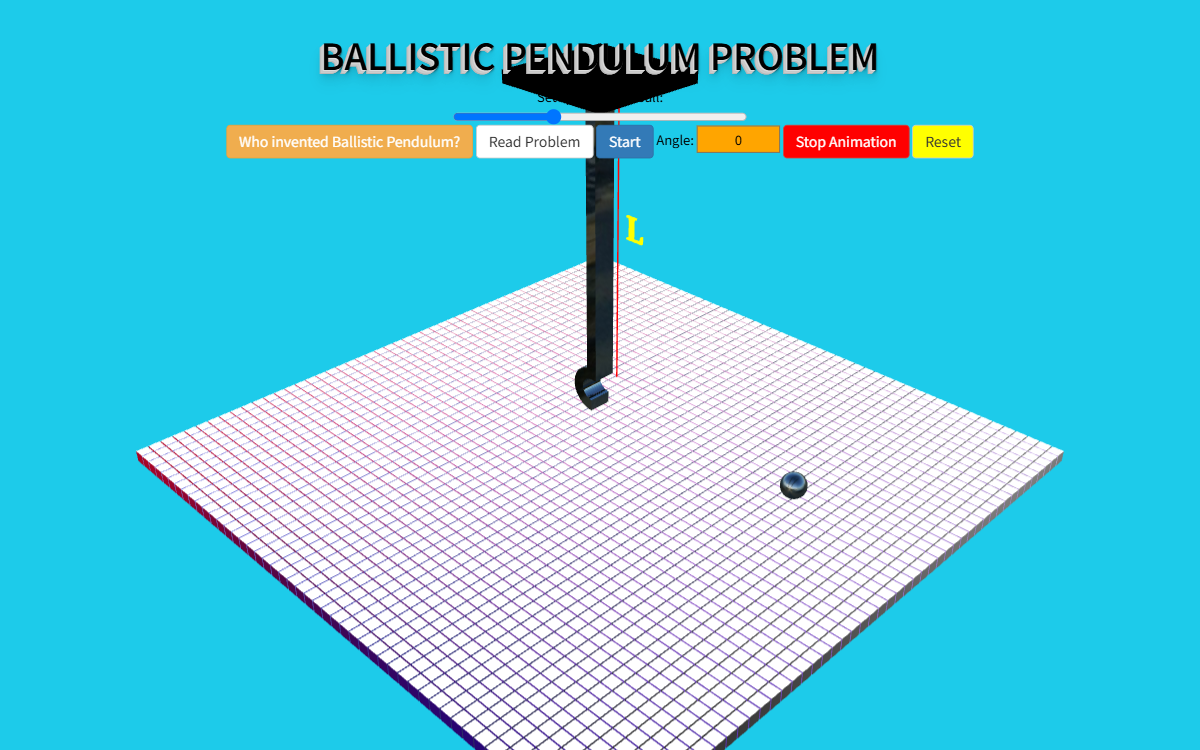 BALLISTIC PENDULUM PROBLEM
Who invented Ballistic Pendulum? Read Problem Start Angle: 0 Stop Animation Reset
L